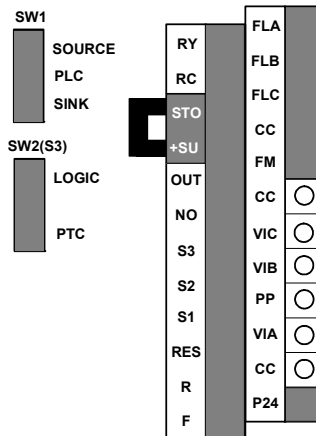 SW1
SOURCE
PLC
SINK
SW2(S3)
LOGIC
PTC
RY
RC
STO
+SU
OUT
NO
S3
S2
S1
RES
R
F
FLA
FLB
FLC
CC
FM
CC
VIC
VIB
PP
VIA
CC
P24